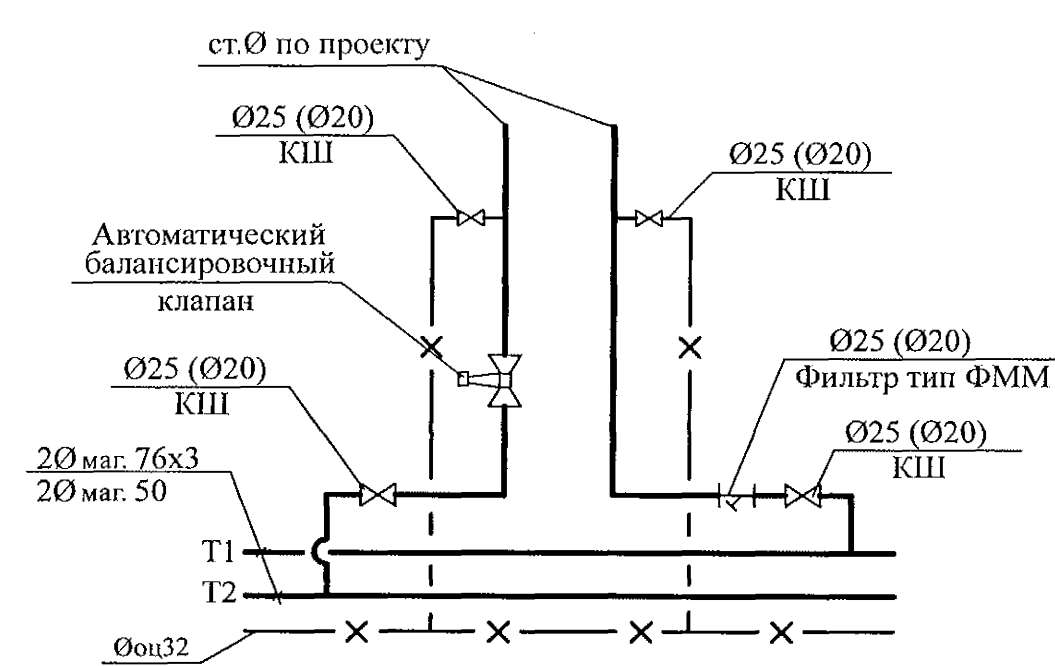 ст.Ø по проекту
Ø25 (Ø20)
КШ
Ø25 (Ø20)
КШ
Автоматический
балансировочный
клапан
Ø25 (Ø20)
Фильтр тип ФММ
Ø25 (Ø20)
КШ
Ø25 (Ø20)
КШ
2Ø маг. 76х3
2Ø маг. 50
Т1
Т2
Øоц32